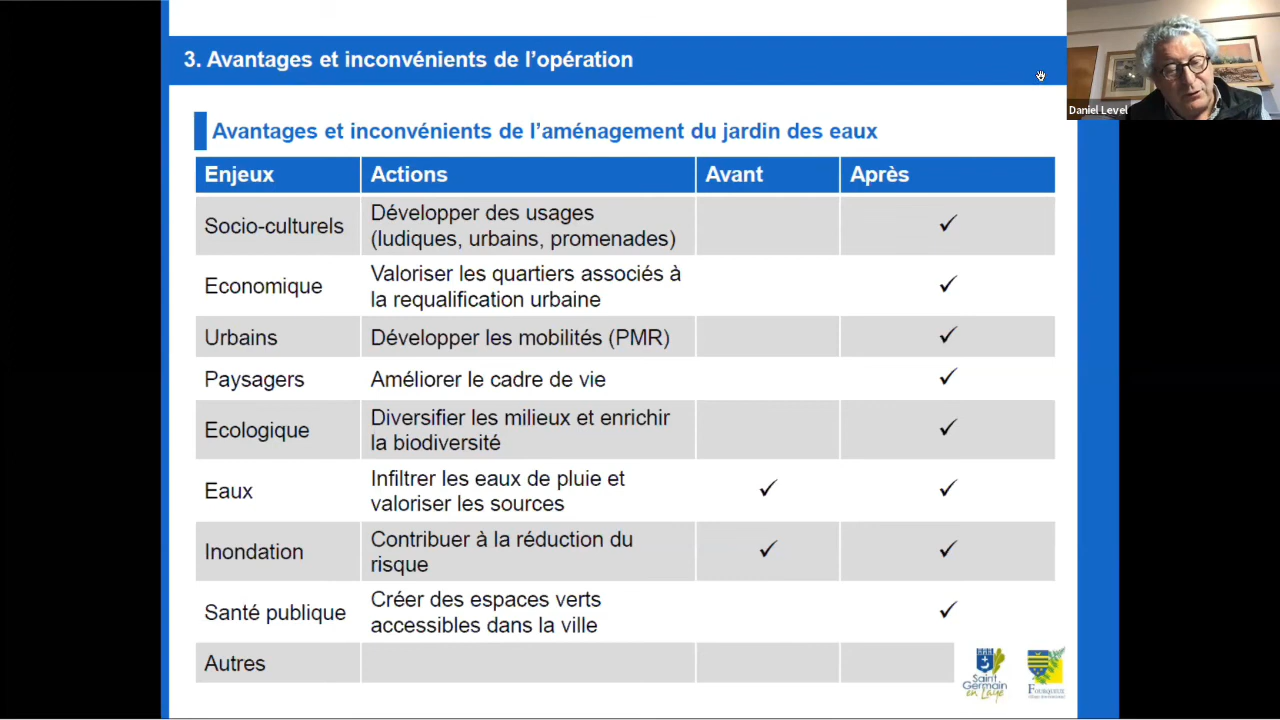 3. Avantages et inconvénients de l’opération
Daniel Level
Avantages et inconvénients de l’aménagement du jardin des eaux
Enjeux Actions Avant Après
Socio-culturels
Développer des usages
(ludiques, urbains, promenades)
✓
Economique
Valoriser les quartiers associés à
la requalification urbaine
✓
Urbains
Développer les mobilités (PMR)
✓
Paysagers
Améliorer le cadre de vie
✓
Ecologique
Diversifier les milieux et enrichir
la biodiversité
✓
Eaux
Infiltrer les eaux de pluie et
valoriser les sources
✓ ✓
Inondation
Contribuer à la réduction du
risque
✓ ✓
Santé publique
Créer des espaces verts
accessibles dans la ville
✓
Autres
Saint
Germain
en Laye
Fourqueux